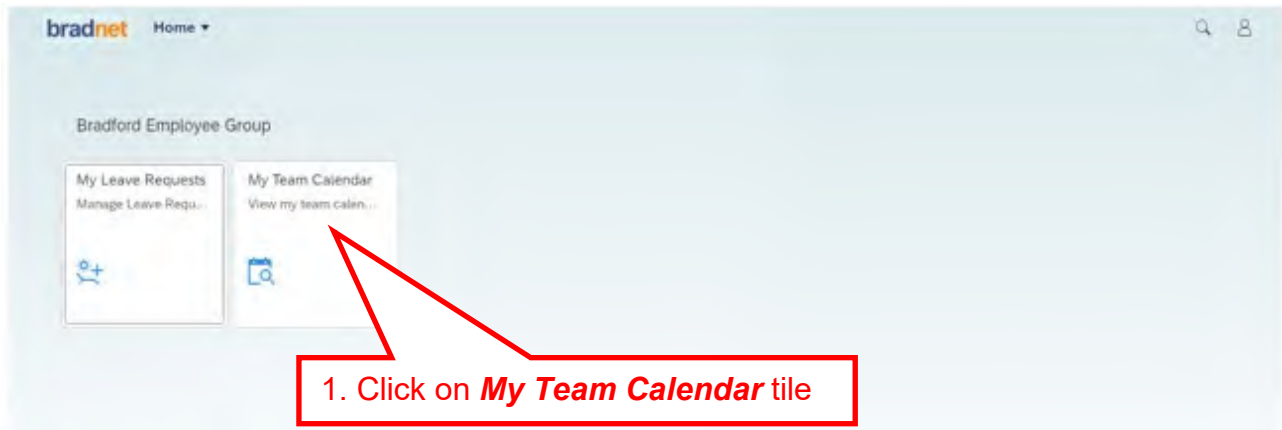 bradnet Home
Bradford Employee Group
My Leave Requests
Manage Leave Requ...
My Team Calendar
View my team calen...
1. Click on My Team Calendar tile